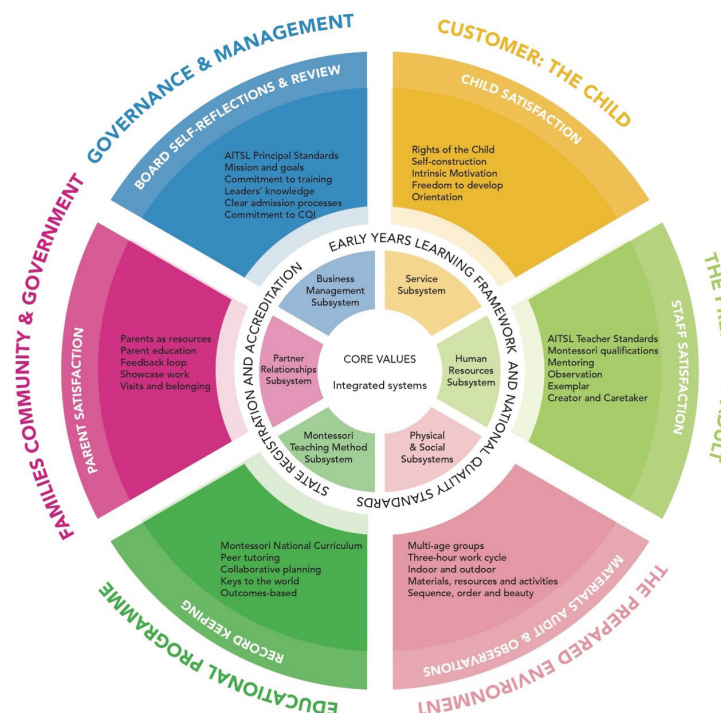 GOVERNANCE & MANAGEMENT
BOARD SELF-REFLECTIONS & REVIEW
AITSL Principal Standards
Mission and goals
Commitment to training
Leaders' knowledge
Clear admission processes
Commitment to CQI
CUSTOMER: THE CHILD
CHILD SATISFACTION
Rights of the Child
Self-construction
Intrinsic Motivation
Freedom to develop
Orientation
STAFF SATISFACTION
AITSL Teacher Standards
Montessori qualifications
Mentoring
Observation
Exemplar
Creator and Caretaker
THE PREPARED ENVIRONMENT
MATERIALS AUDIT & OBSERVATIONS
Multi-age groups
Three-hour work cycle
Indoor and outdoor
Materials, resources and activities
Sequence, order and beauty
EDUCATIONAL PROGRAMME
RECORD KEEPING
Montessori National Curriculum
Peer tutoring
Collaborative planning
Keys to the world
Outcomes-based
FAMILIES COMMUNITY & GOVERNMENT
PARENT SATISFACTION
Parents as resources
Parent education
Feedback loop
Showcase work
Visits and belonging
EARLY YEARS LEARNING FRAMEWORK AND NATIONAL QUALITY STANDARDS
STATE REGISTRATION AND ACCREDITATION
Business
Management
Subsystem
Service
Subsystem
Human
Resources
Subsystem
Physical
& Social
Subsystems
Montessori
Teaching Method
Subsystem
Partner
Relationships
Subsystem
CORE VALUES
Integrated systems